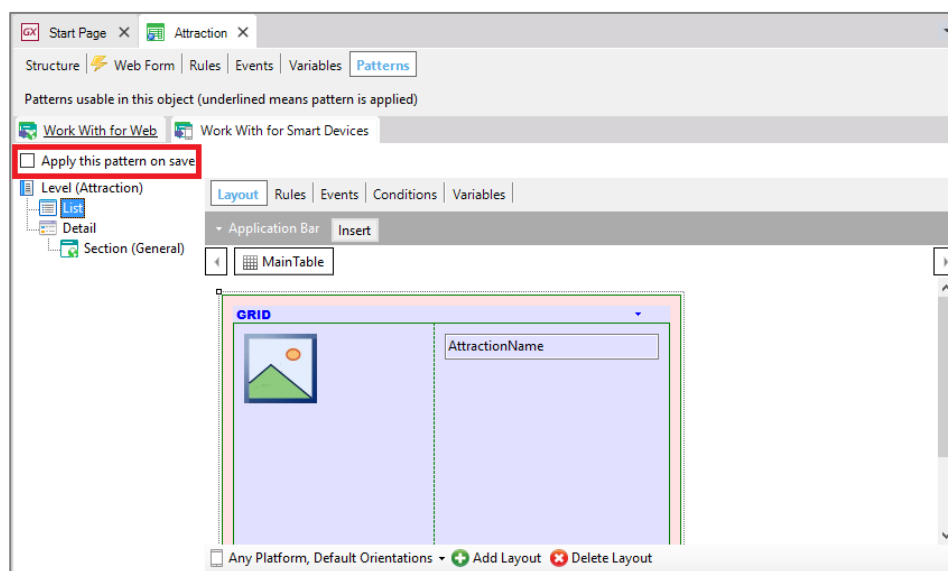 GX Start Page Attraction
Structure Web Form Rules Events Variables Patterns
Patterns usable in this object (underlined means pattern is applied)
Work With for Web Work With for Smart Devices
Apply this pattern on save
Level (Attraction)
List
Detail
Section (General)
Layout Rules Events Conditions Variables
Application Bar Insert
MainTable
GRID
AttractionName
Any Platform, Default Orientations Add Layout Delete Layout